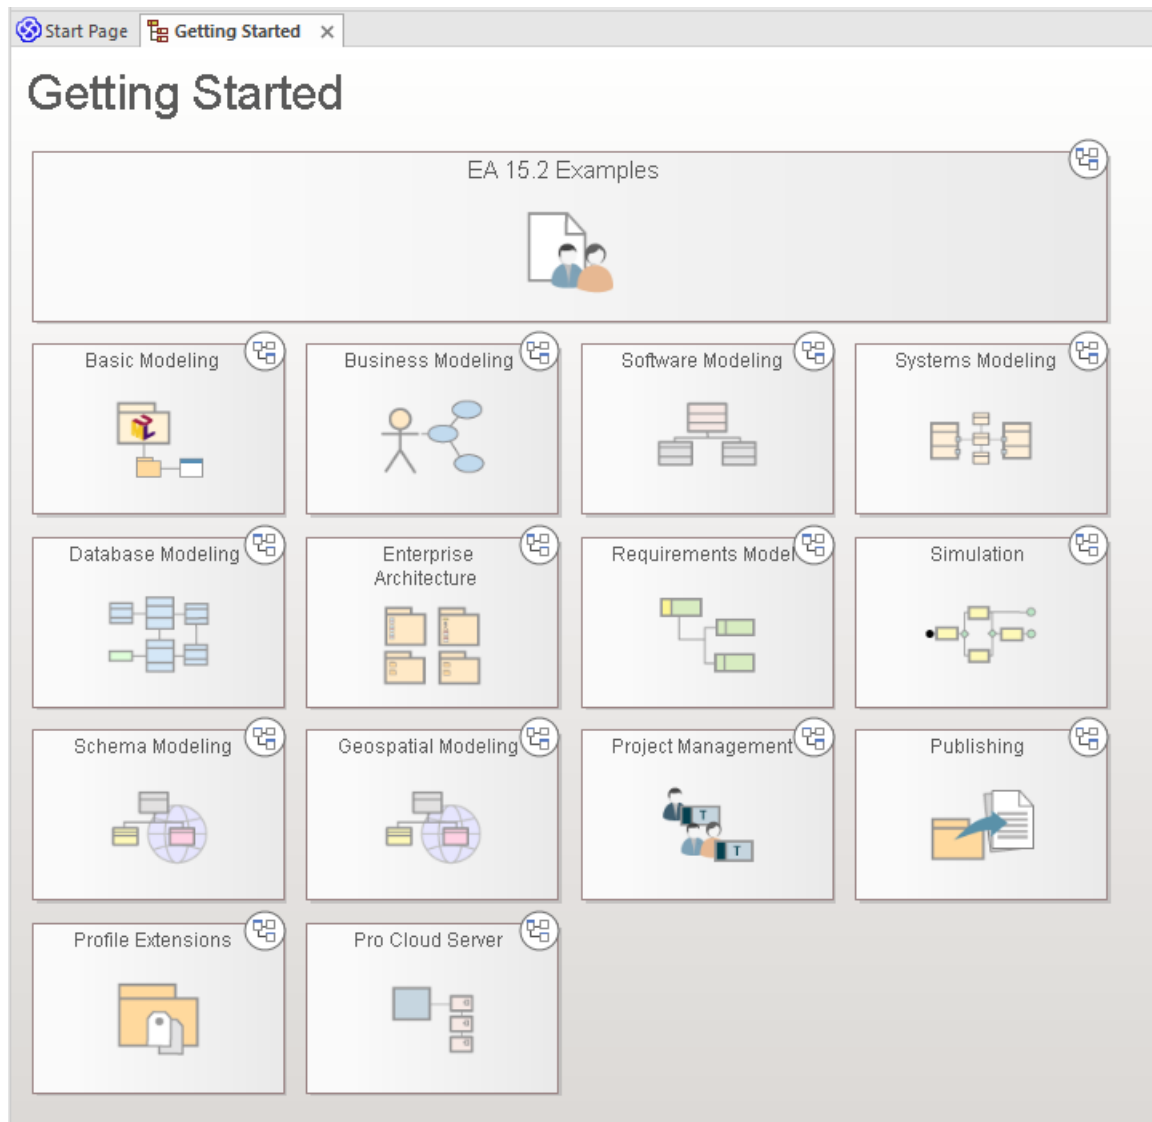 Start Page
Getting Started
Getting Started
EA 15.2 Examples
Basic Modeling
Business Modeling
Software Modeling
Systems Modeling
Database Modeling
Enterprise
Architecture
Requirements Model
Simulation
Schema Modeling
Geospatial Modeling
Project Management
T
T
Publishing
Profile Extensions
Pro Cloud Server